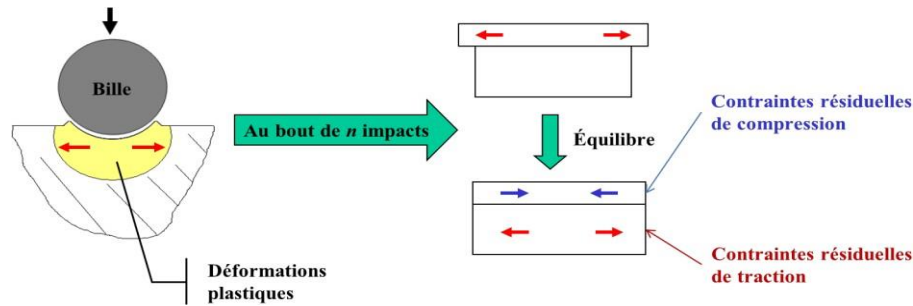 Bille
Au bout de n impacts
Déformations
plastiques
Équilibre
Contraintes résiduelles
de compression
Contraintes résiduelles
de traction